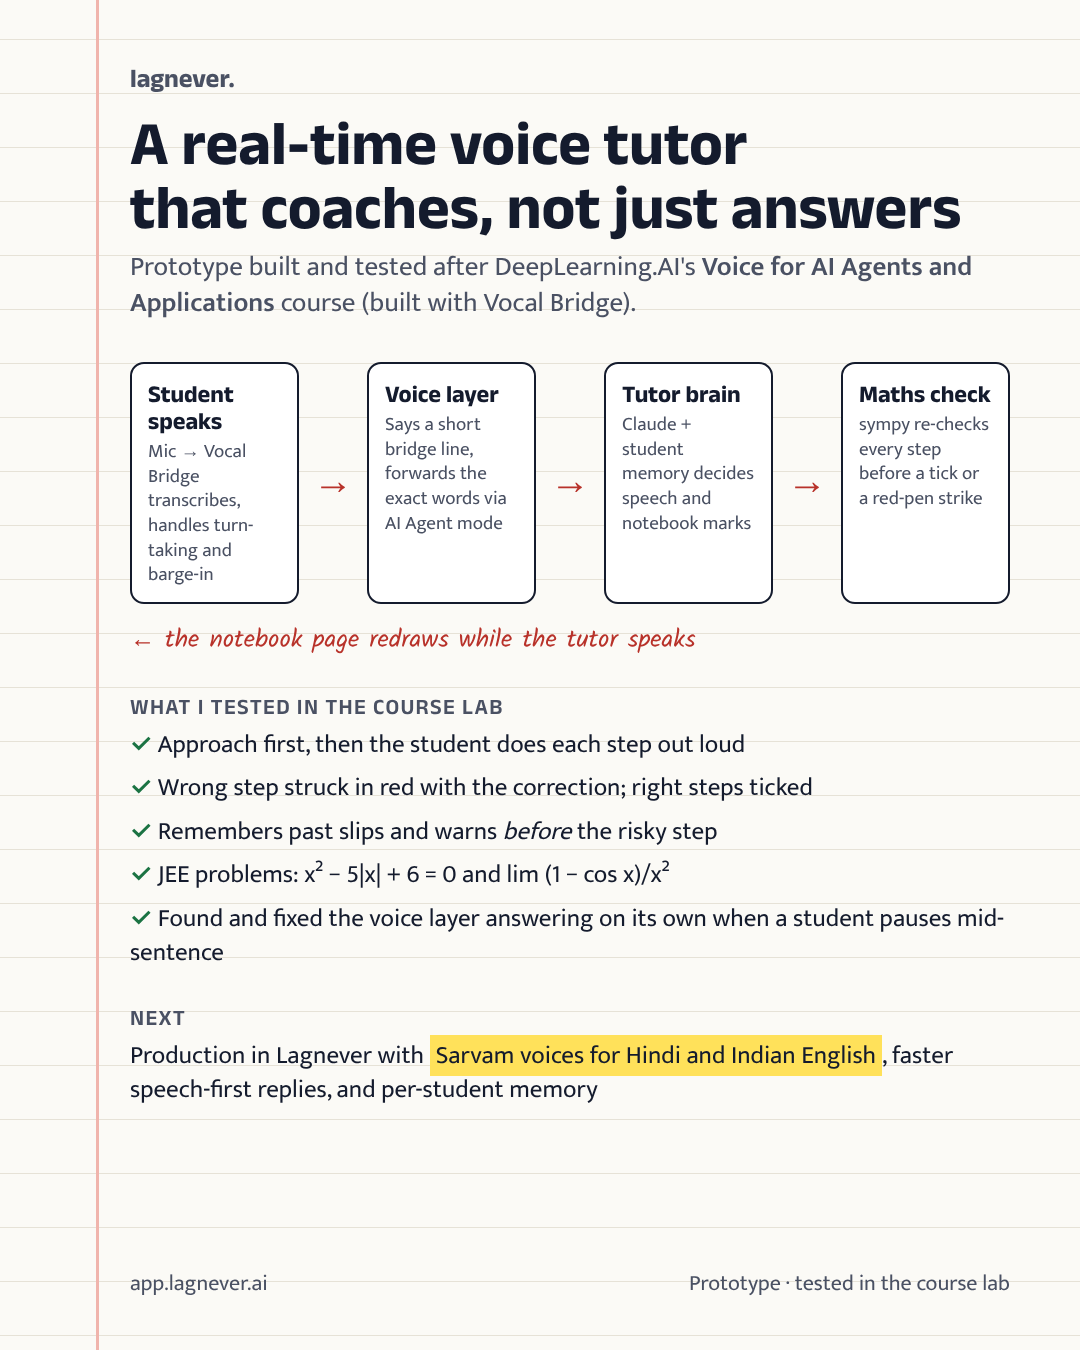 lagnever.
A real-time voice tutor
that coaches, not just answers
Prototype built and tested after DeepLearning.AI's Voice for AI Agents and
Applications course (built with Vocal Bridge).
Student
speaks
Mic → Vocal
Bridge
transcribes,
handles turn-
taking and
barge-in
→
Voice layer
Says a short
bridge line,
forwards the
exact words via
AI Agent mode
→
Tutor brain
Claude +
student
memory decides
speech and
notebook marks
→
Maths check
sympy re-checks
every step
before a tick or
a red-pen strike
← the notebook page redraws while the tutor speaks
WHAT I TESTED IN THE COURSE LAB
✓ Approach first, then the student does each step out loud
✓ Wrong step struck in red with the correction; right steps ticked
✓ Remembers past slips and warns before the risky step
✓ JEE problems: x² − 5|x| + 6 = 0 and lim (1 − cos x)/x²
✓ Found and fixed the voice layer answering on its own when a student pauses mid-
sentence
NEXT
Production in Lagnever with Sarvam voices for Hindi and Indian English , faster
speech-first replies, and per-student memory
app.lagnever.ai
Prototype · tested in the course lab